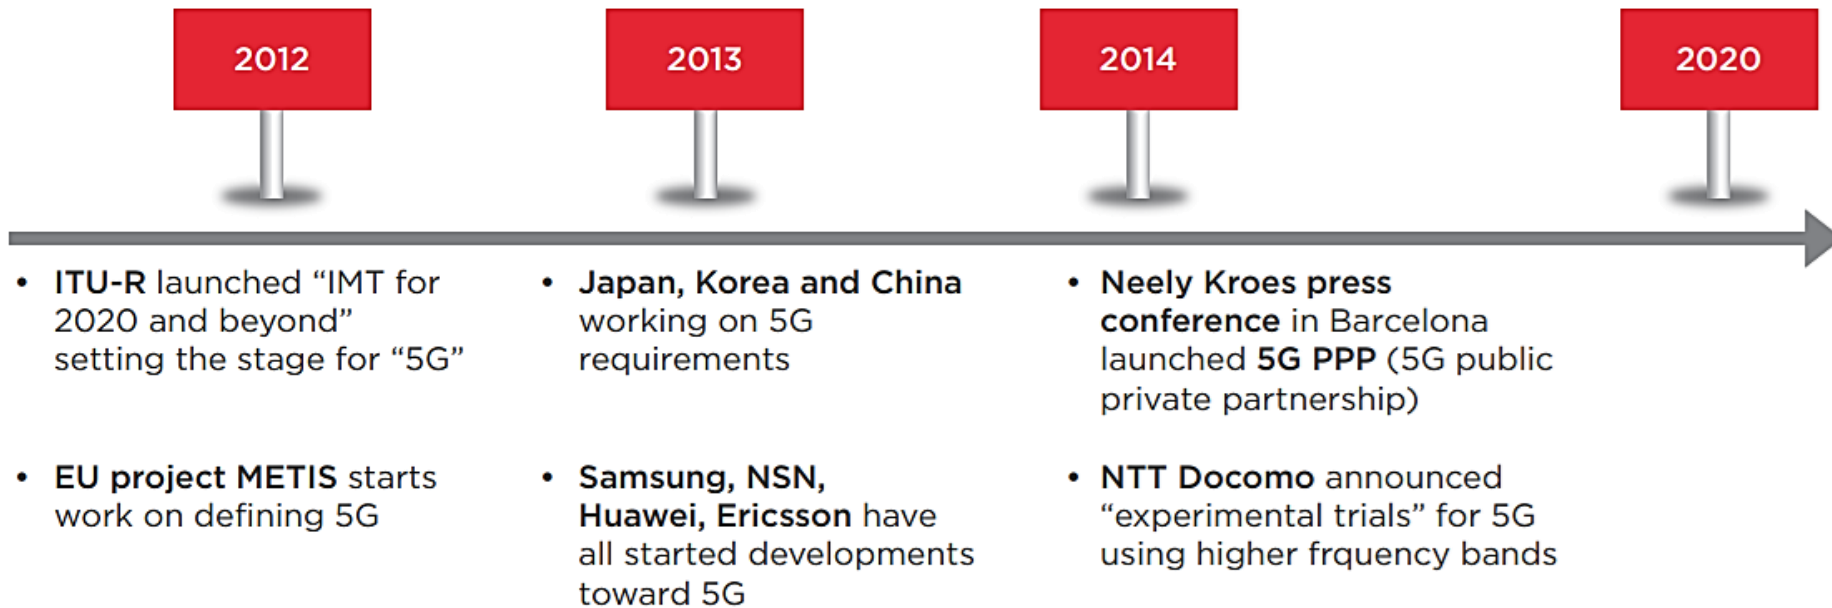 2012
2013
2014
2020
• ITU-R launched “IMT for
2020 and beyond”
setting the stage for “5G”
• EU project METIS starts
work on defining 5G
• Japan, Korea and China
working on 5G
requirements
• Samsung, NSN,
Huawei, Ericsson have
all started developments
toward 5G
• Neely Kroes press
conference in Barcelona
launched 5G PPP (5G public
private partnership)
• NTT Docomo announced
“experimental trials” for 5G
using higher frquency bands